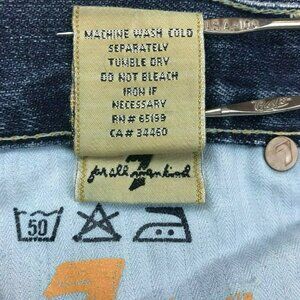 MACHINE WASH COLD
SEPARATELY
TUMBLE DRY
DO NOT BLEACH
IRON IF
NECESSARY
RN# 65199
CA# 34460
7
for all mankind
50
7